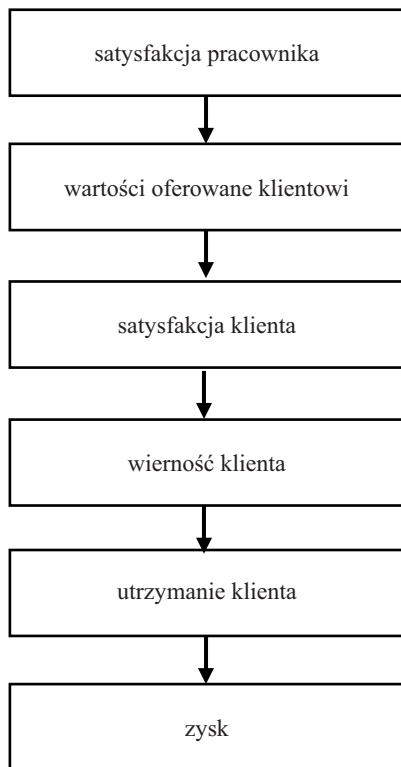 satysfakcja pracownika
wartości oferowane klientowi
satysfakcja klienta
wierność klienta
utrzymanie klienta
zysk